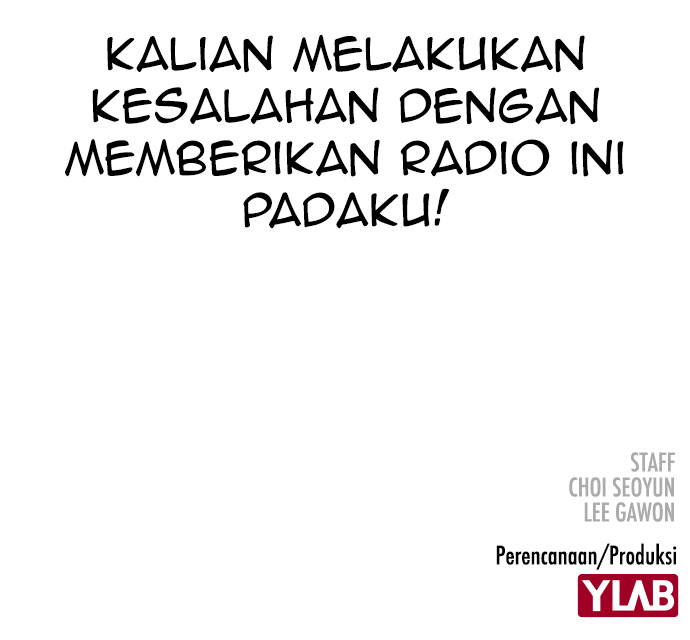 KALIAN MELAKUKAN
KESALAHAN DENGAN
MEMBERIKAN RADIO INI
PADAKU!
STAFF
CHOI SEOYUN
LEE GAWON
Perencanaan/Produksi
YLAB